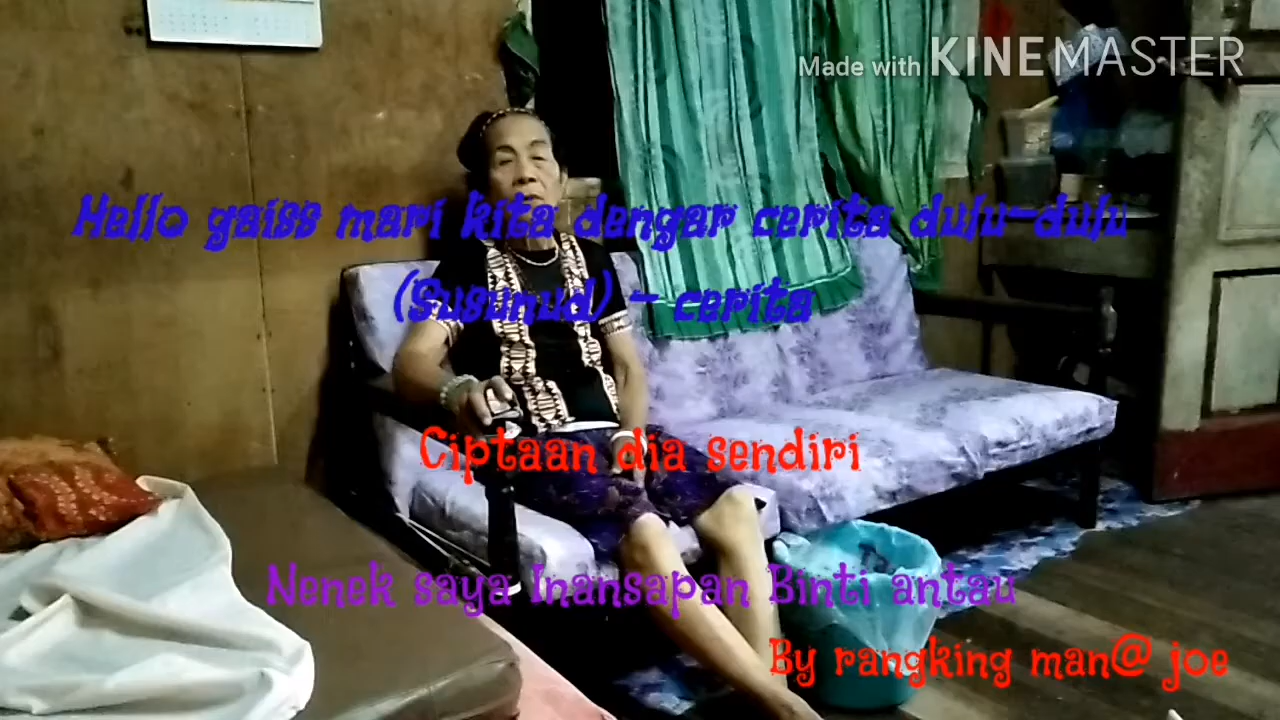 Made with KINEMASTER
Hello gaiss mari kita dengar cerita dulu-dulu
(Susunud) - cerita
Ciptaan dia sendiri
Nenek saya Inansapan Binti antau
By rangking man@ joe